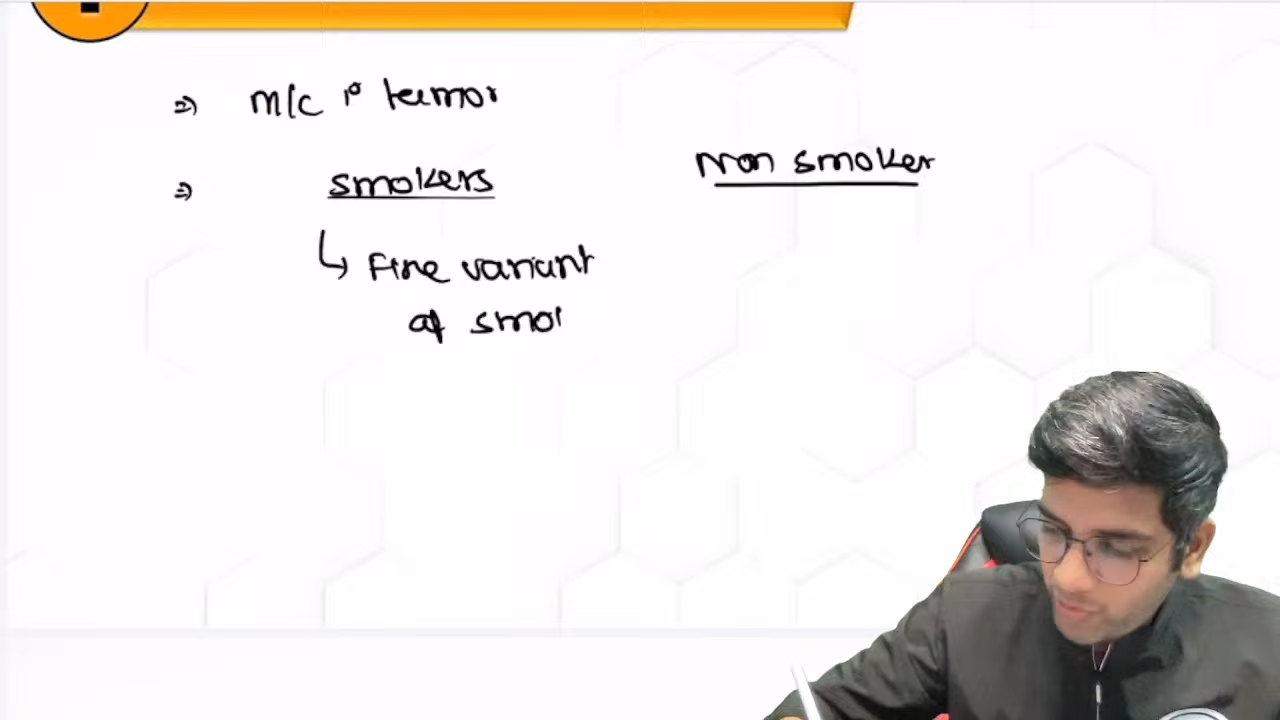 ⇒ M/C 1° tumor
⇒ smokers
Non smoker
↳ Fine variant
of smo